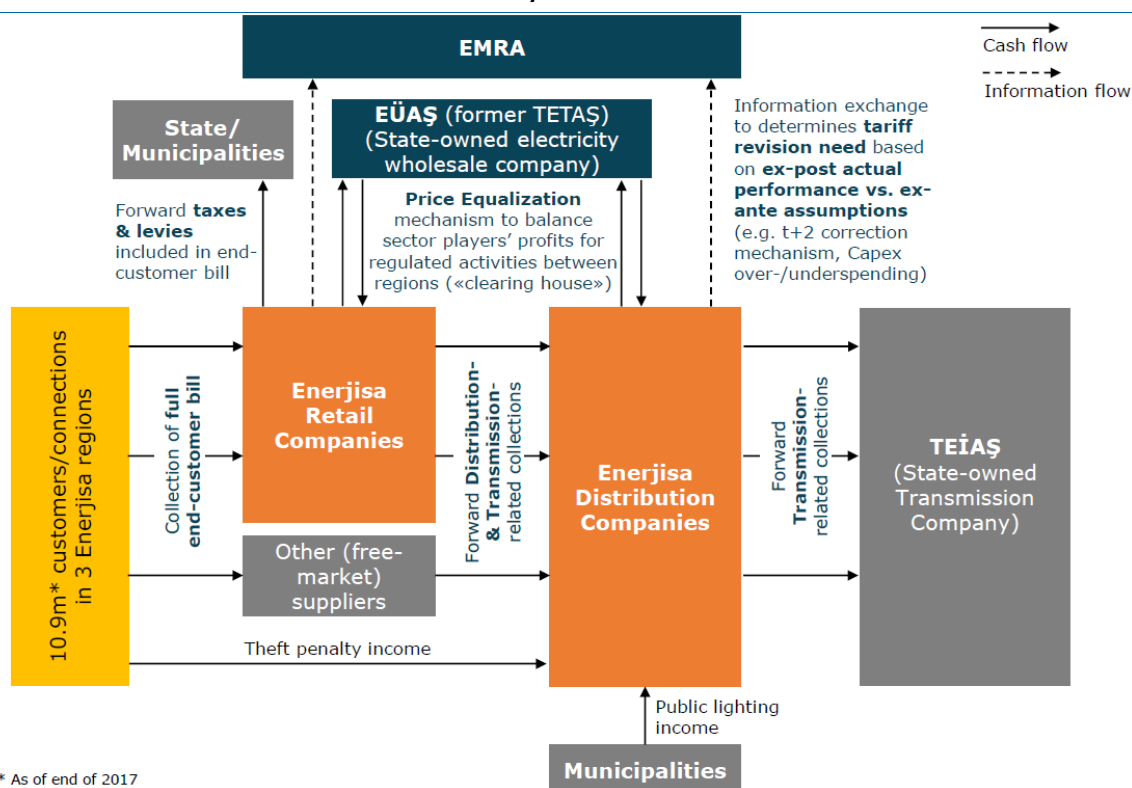 EMRA
Cash flow
Information flow
State/
Municipalities
EÜAŞ (former TETAŞ)
(State-owned electricity
wholesale company)
Information exchange
to determines tariff
revision need based
on ex-post actual
performance vs. ex-
ante assumptions
(e.g. t+2 correction
mechanism, Capex
over-/underspending)
Forward taxes
& levies
included in end-
customer bill
Price Equalization
mechanism to balance
sector players’ profits for
regulated activities between
regions («clearing house»)
10.9m* customers/connections
in 3 Enerjisa regions
Collection of full
end-customer bill
Enerjisa
Retail
Companies
Forward Distribution-
& Transmission-
related collections
Enerjisa
Distribution
Companies
Forward
Transmission-
related collections
TEİAŞ
(State-owned
Transmission
Company)
Other (free-
market)
suppliers
Theft penalty income
Public lighting
income
Municipalities
* As of end of 2017